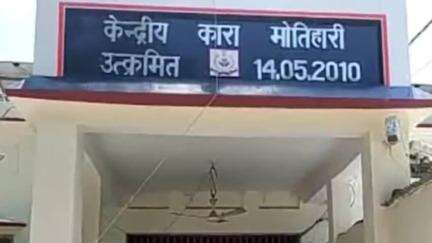 केन्द्रीय कारा मोतिहारी
उत्क्रमित 14.05.2010